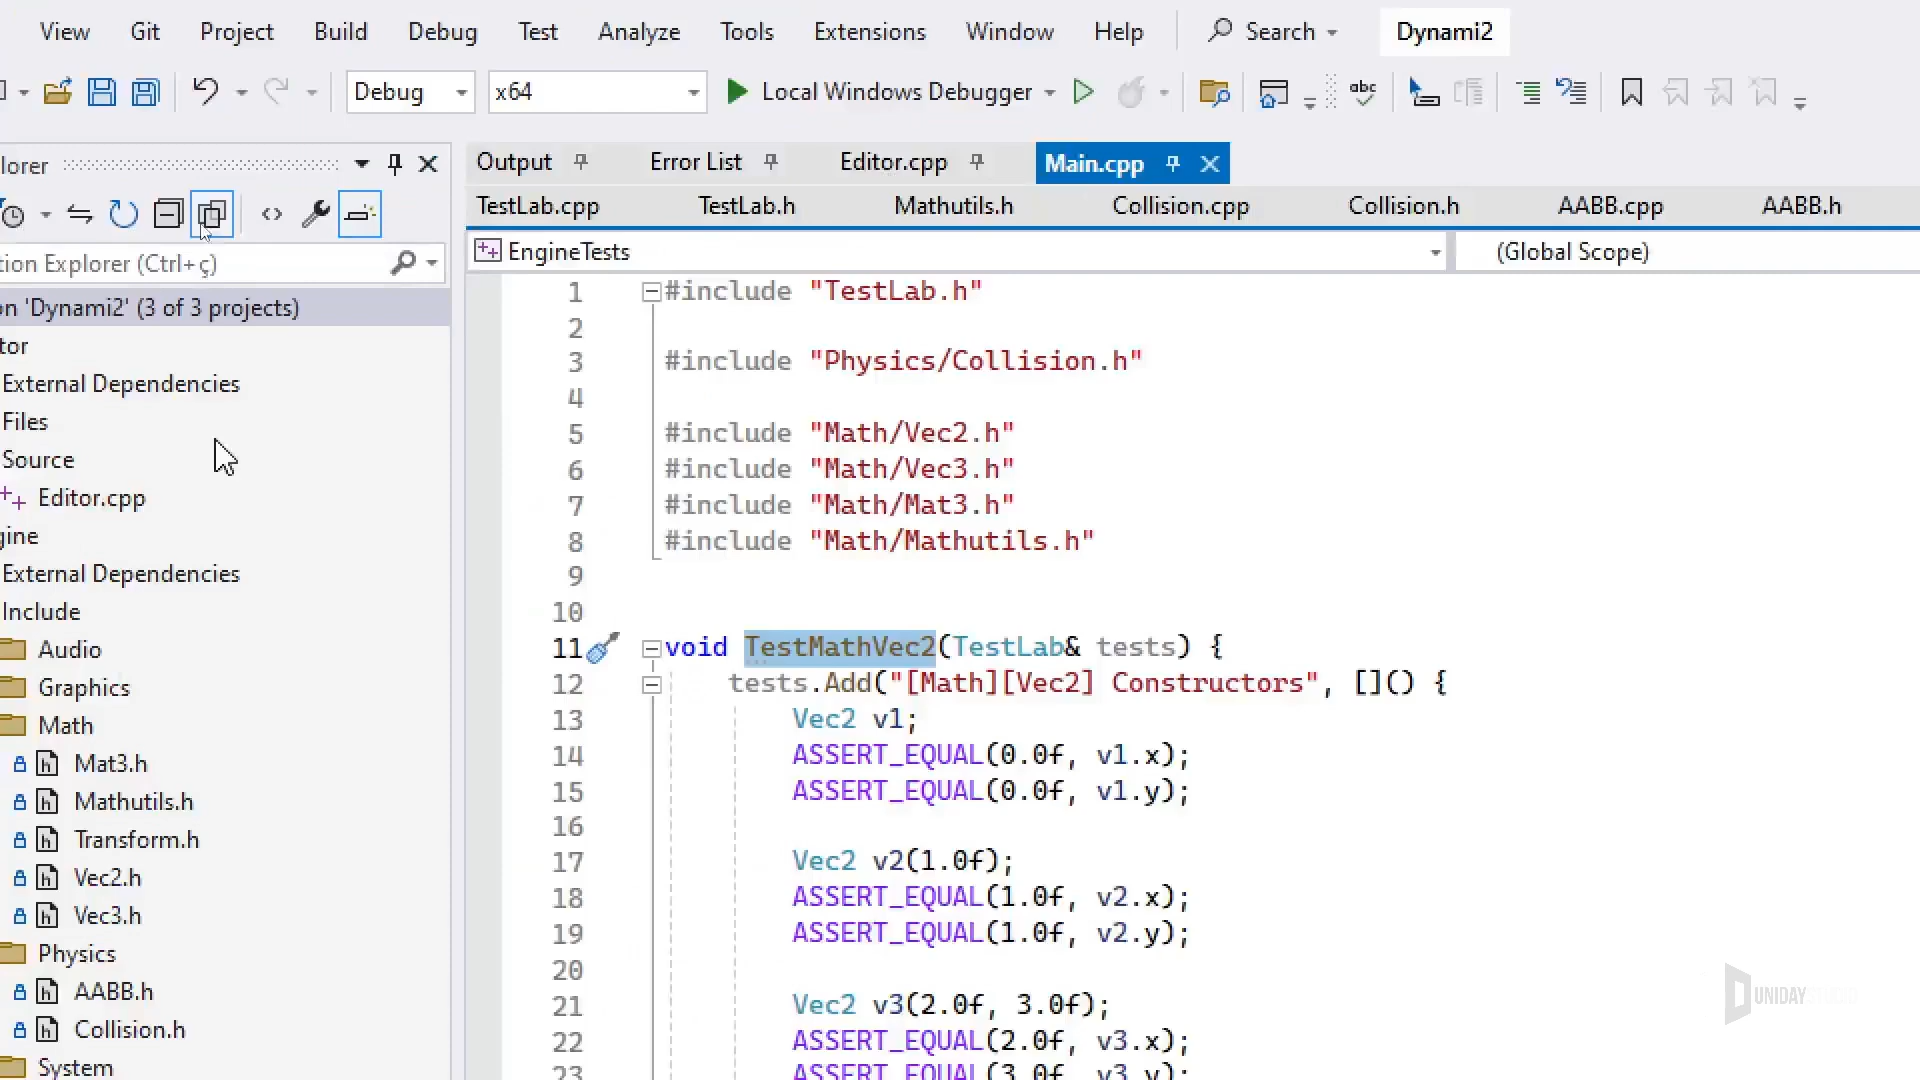 View Git Project Build Debug Test Analyze Tools Extensions Window Help Search Dynami2
Debug x64 Local Windows Debugger abc
lorer
Output Error List Editor.cpp Main.cpp
TestLab.cpp TestLab.h Mathutils.h Collision.cpp Collision.h AABB.cpp AABB.h
tion Explorer (Ctrl+ç)
EngineTests (Global Scope)
on 'Dynami2' (3 of 3 projects)
tor
External Dependencies
Files
Source
Editor.cpp
gine
External Dependencies
Include
Audio
Graphics
Math
Mat3.h
Mathutils.h
Transform.h
Vec2.h
Vec3.h
Physics
AABB.h
Collision.h
System
1 #include "TestLab.h"
2
3 #include "Physics/Collision.h"
4
5 #include "Math/Vec2.h"
6 #include "Math/Vec3.h"
7 #include "Math/Mat3.h"
8 #include "Math/Mathutils.h"
9
10
11 void TestMathVec2(TestLab& tests) {
12 tests.Add("[Math][Vec2] Constructors", []() {
13 Vec2 v1;
14 ASSERT_EQUAL(0.0f, v1.x);
15 ASSERT_EQUAL(0.0f, v1.y);
16
17 Vec2 v2(1.0f);
18 ASSERT_EQUAL(1.0f, v2.x);
19 ASSERT_EQUAL(1.0f, v2.y);
20
21 Vec2 v3(2.0f, 3.0f);
22 ASSERT_EQUAL(2.0f, v3.x);
23 ASSERT_EQUAL(3.0f, v3.y);
UNIDAY STUDIO